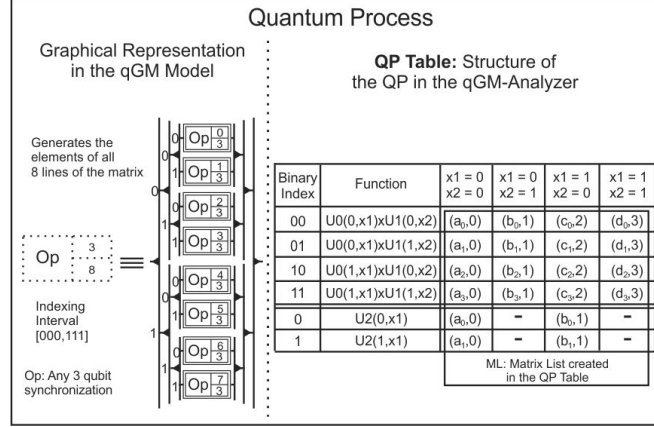 Quantum Process
Graphical Representation
in the qGM Model
QP Table: Structure of
the QP in the qGM-Analyzer
Generates the
elements of all
8 lines of the matrix
Op 3 8
Indexing
Interval
[000,111]
Op: Any 3 qubit
synchronization
0 Op 0 3
0
1 Op 1 3
0
0 Op 2 3
1
1 Op 3 3
0 Op 4 3
0
1 Op 5 3
1
0 Op 6 3
1
1 Op 7 3
Binary Index Function x1 = 0 x2 = 0 x1 = 0 x2 = 1 x1 = 1 x2 = 0 x1 = 1 x2 = 1
00 U0(0,x1)xU1(0,x2) (a₀,0) (b₀,1) (c₀,2) (d₀,3)
01 U0(0,x1)xU1(1,x2) (a₁,0) (b₁,1) (c₁,2) (d₁,3)
10 U0(1,x1)xU1(0,x2) (a₂,0) (b₂,1) (c₂,2) (d₂,3)
11 U0(1,x1)xU1(1,x2) (a₃,0) (b₃,1) (c₃,2) (d₃,3)
0 U2(0,x1) (a₀,0) - (b₀,1) -
1 U2(1,x1) (a₁,0) - (b₁,1) -
ML: Matrix List created
in the QP Table